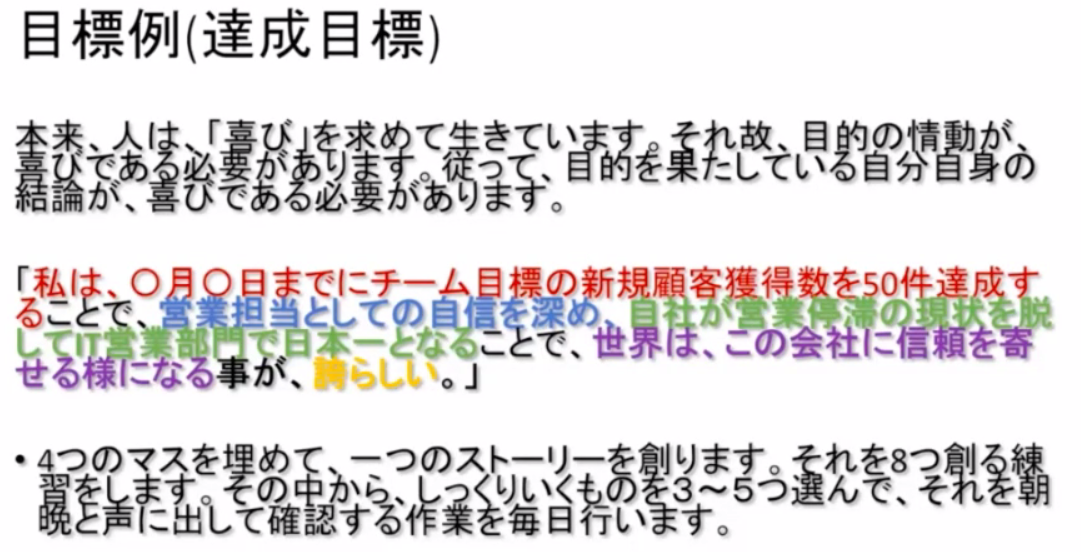 目標例(達成目標)
本来、人は、「喜び」を求めて生きています。それ故、目的の情動が、
喜びである必要があります。従って、目的を果たしている自分自身の
結論が、喜びである必要があります。
「私は、〇月〇日までにチーム目標の新規顧客獲得数を50件達成す
ることで、営業担当としての自信を深め、自社が営業停滞の現状を脱
してIT営業部門で日本一となることで、世界は、この会社に信頼を寄
せる様になる事が、誇らしい。」
• 4つのマスを埋めて、一つのストーリーを創ります。それを8つ創る練
習をします。その中から、しっくりいくものを３～５つ選んで、それを朝
晩と声に出して確認する作業を毎日行います。